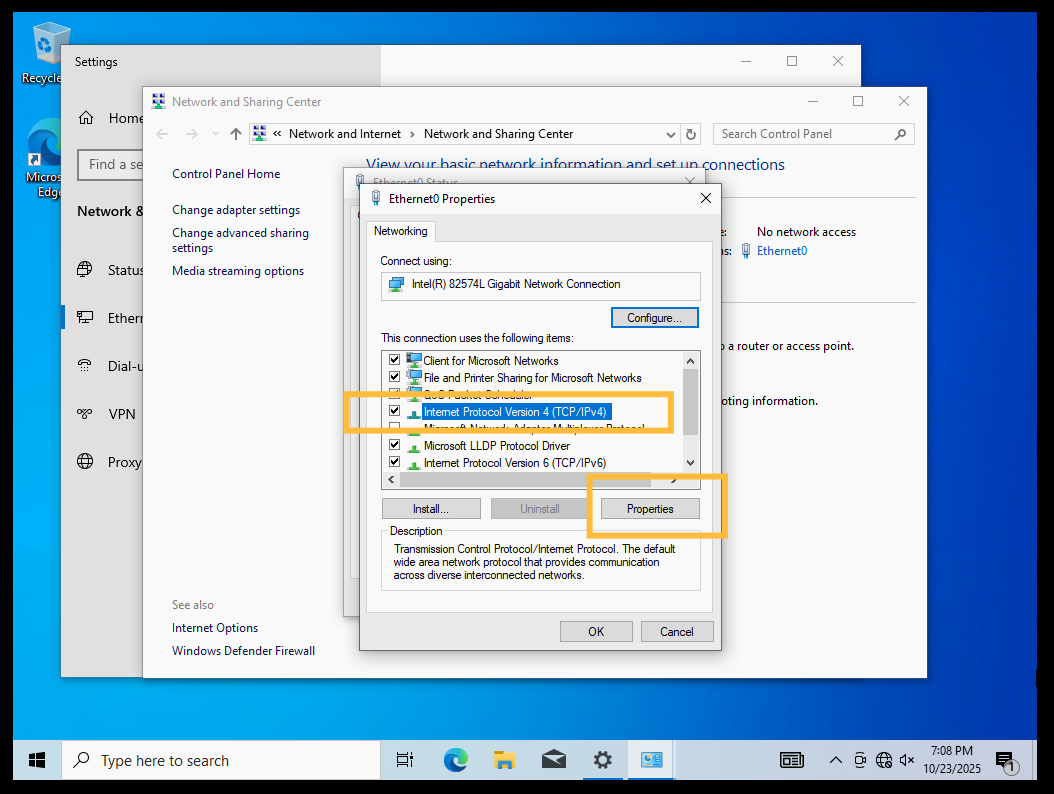 Recycle
Micros
Edge
Settings
Home
Find a se
Network &
Status
Ethern
Dial-u
VPN
Proxy
Network and Sharing Center
« Network and Internet › Network and Sharing Center
Search Control Panel
Control Panel Home
Change adapter settings
Change advanced sharing
settings
Media streaming options
See also
Internet Options
Windows Defender Firewall
View your basic network information and set up connections
No network access
Ethernet0
a router or access point.
oting information.
Ethernet0 Status
Ethernet0 Properties
Networking
Connect using:
Intel(R) 82574L Gigabit Network Connection
Configure...
This connection uses the following items:
Client for Microsoft Networks
File and Printer Sharing for Microsoft Networks
QoS Packet Scheduler
Internet Protocol Version 4 (TCP/IPv4)
Microsoft Network Adapter Multiplexor Protocol
Microsoft LLDP Protocol Driver
Internet Protocol Version 6 (TCP/IPv6)
Install...
Uninstall
Properties
Description
Transmission Control Protocol/Internet Protocol. The default
wide area network protocol that provides communication
across diverse interconnected networks.
OK
Cancel
Type here to search
7:08 PM
10/23/2025
1